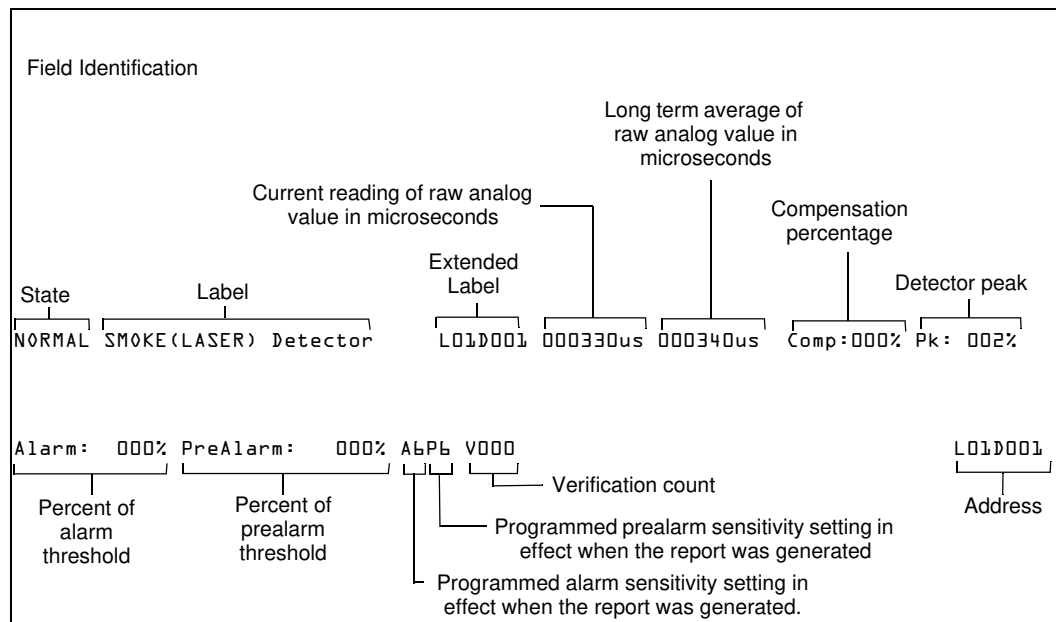 Field Identification
Long term average of
raw analog value in
microseconds
Current reading of raw analog
value in microseconds
Compensation
percentage
Extended
Label
State
Label
Detector peak
NORMAL SMOKE(LASER) Detector L01D001 000330us 000340us Comp:000% Pk: 002%
Alarm: 000% PreAlarm: 000% A6P6 V000 L01D001
Percent of
alarm
threshold
Percent of
prealarm
threshold
Verification count
Address
Programmed prealarm sensitivity setting in
effect when the report was generated
Programmed alarm sensitivity setting in
effect when the report was generated.